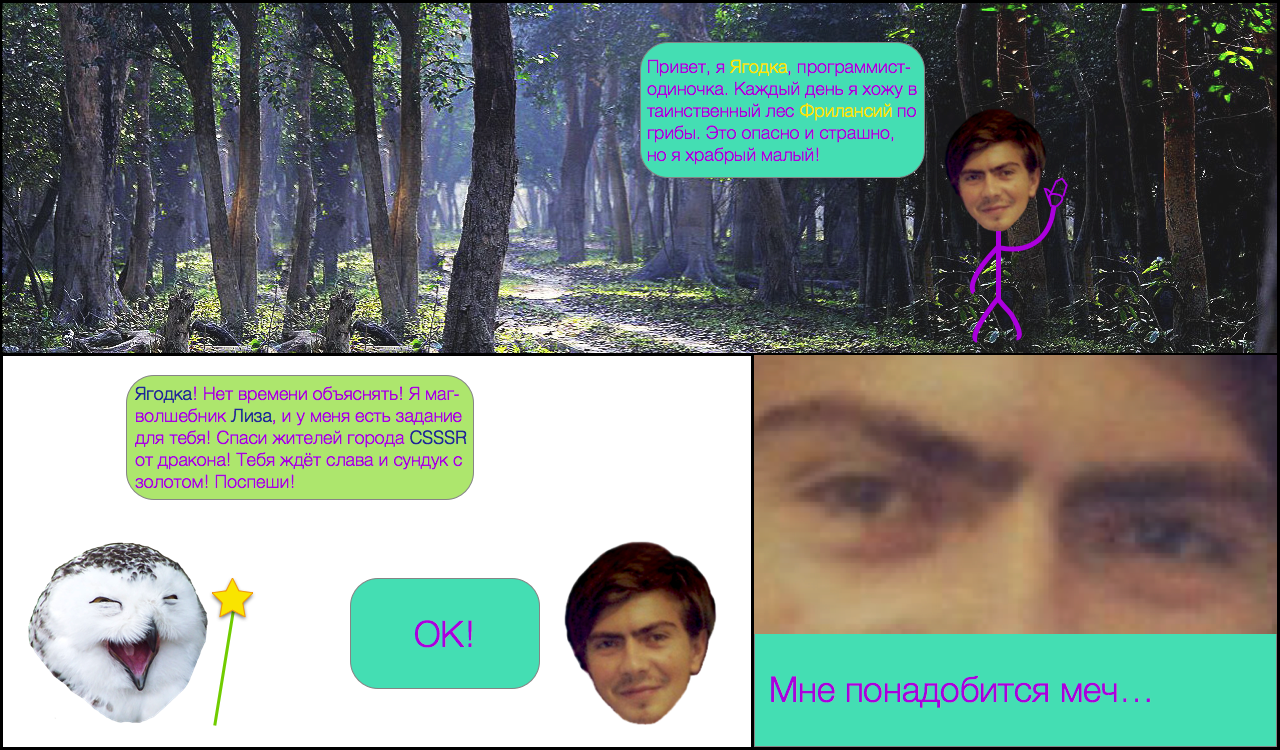 Привет, я Ягодка, программист-
одиночка. Каждый день я хожу в
таинственный лес Фрилансий по
грибы. Это опасно и страшно,
но я храбрый малый!
Ягодка! Нет времени объяснять! Я маг-
волшебник Лиза, и у меня есть задание
для тебя! Спаси жителей города CSSSR
от дракона! Тебя ждёт слава и сундук с
золотом! Поспеши!
ОК!
Мне понадобится меч...